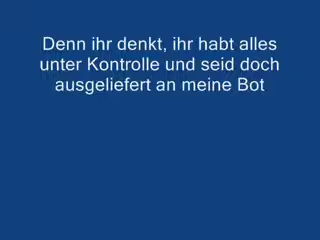 Denn ihr denkt, ihr habt alles
unter Kontrolle und seid doch
ausgeliefert an meine Bot